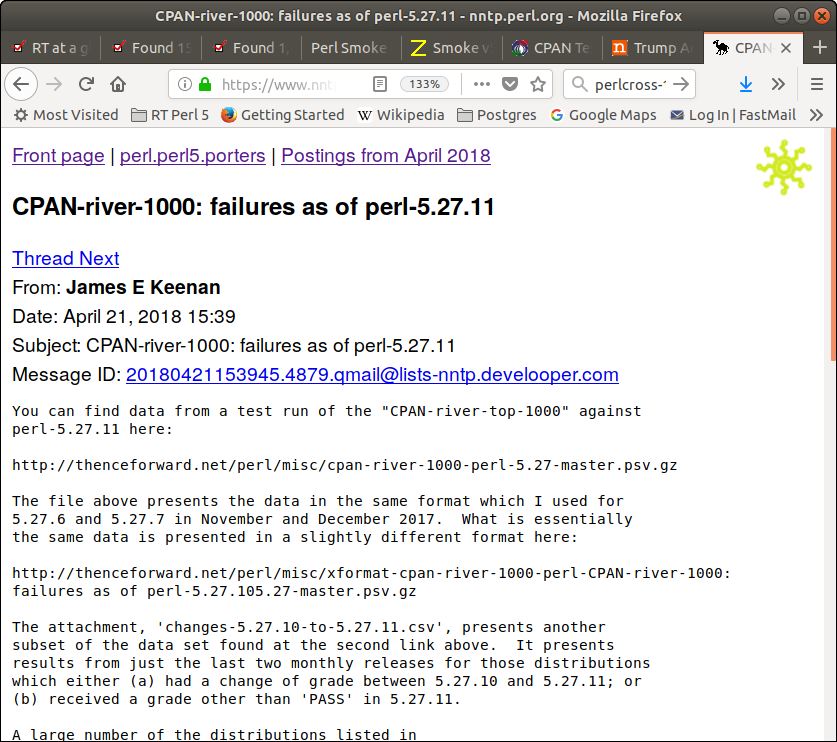 CPAN-river-1000: failures as of perl-5.27.11 - nntp.perl.org - Mozilla Firefox
RT at a g
Found 15
Found 1,
Perl Smoke
Smoke v
CPAN Te
Trump A
CPAN
https://www.nnt
133%
perlcross-
Most Visited
RT Perl 5
Getting Started
Wikipedia
Postgres
Google Maps
Log In | FastMail
Front page | perl.perl5.porters | Postings from April 2018
CPAN-river-1000: failures as of perl-5.27.11
Thread Next
From: James E Keenan
Date: April 21, 2018 15:39
Subject: CPAN-river-1000: failures as of perl-5.27.11
Message ID: 20180421153945.4879.qmail@lists-nntp.develooper.com
You can find data from a test run of the "CPAN-river-top-1000" against
perl-5.27.11 here:
http://thenceforward.net/perl/misc/cpan-river-1000-perl-5.27-master.psv.gz
The file above presents the data in the same format which I used for
5.27.6 and 5.27.7 in November and December 2017.  What is essentially
the same data is presented in a slightly different format here:
http://thenceforward.net/perl/misc/xformat-cpan-river-1000-perl-CPAN-river-1000:
failures as of perl-5.27.105.27-master.psv.gz
The attachment, 'changes-5.27.10-to-5.27.11.csv', presents another
subset of the data set found at the second link above.  It presents
results from just the last two monthly releases for those distributions
which either (a) had a change of grade between 5.27.10 and 5.27.11; or
(b) received a grade other than 'PASS' in 5.27.11.
A large number of the distributions listed in